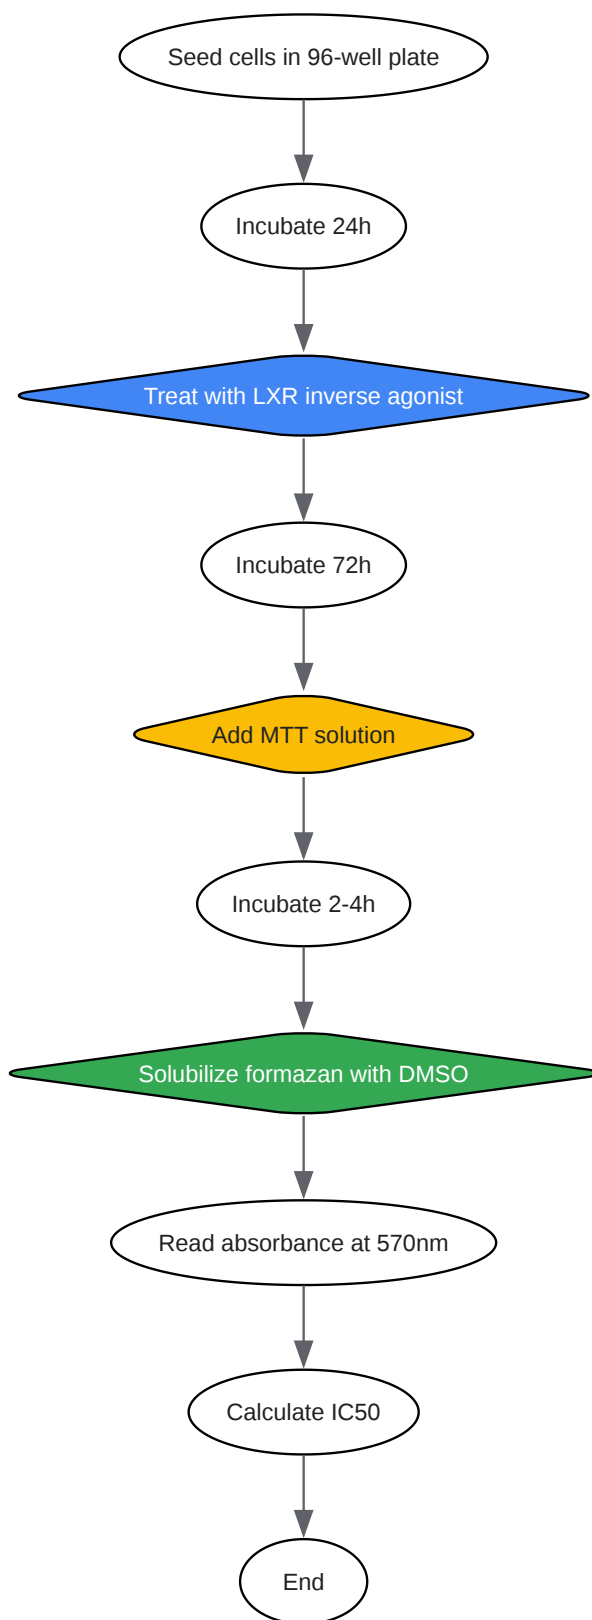 Seed cells in 96-well plate
Incubate 24h
Treat with LXR inverse agonist
Incubate 72h
Add MTT solution
Incubate 2-4h
Solubilize formazan with DMSO
Read absorbance at 570nm
Calculate IC50
End